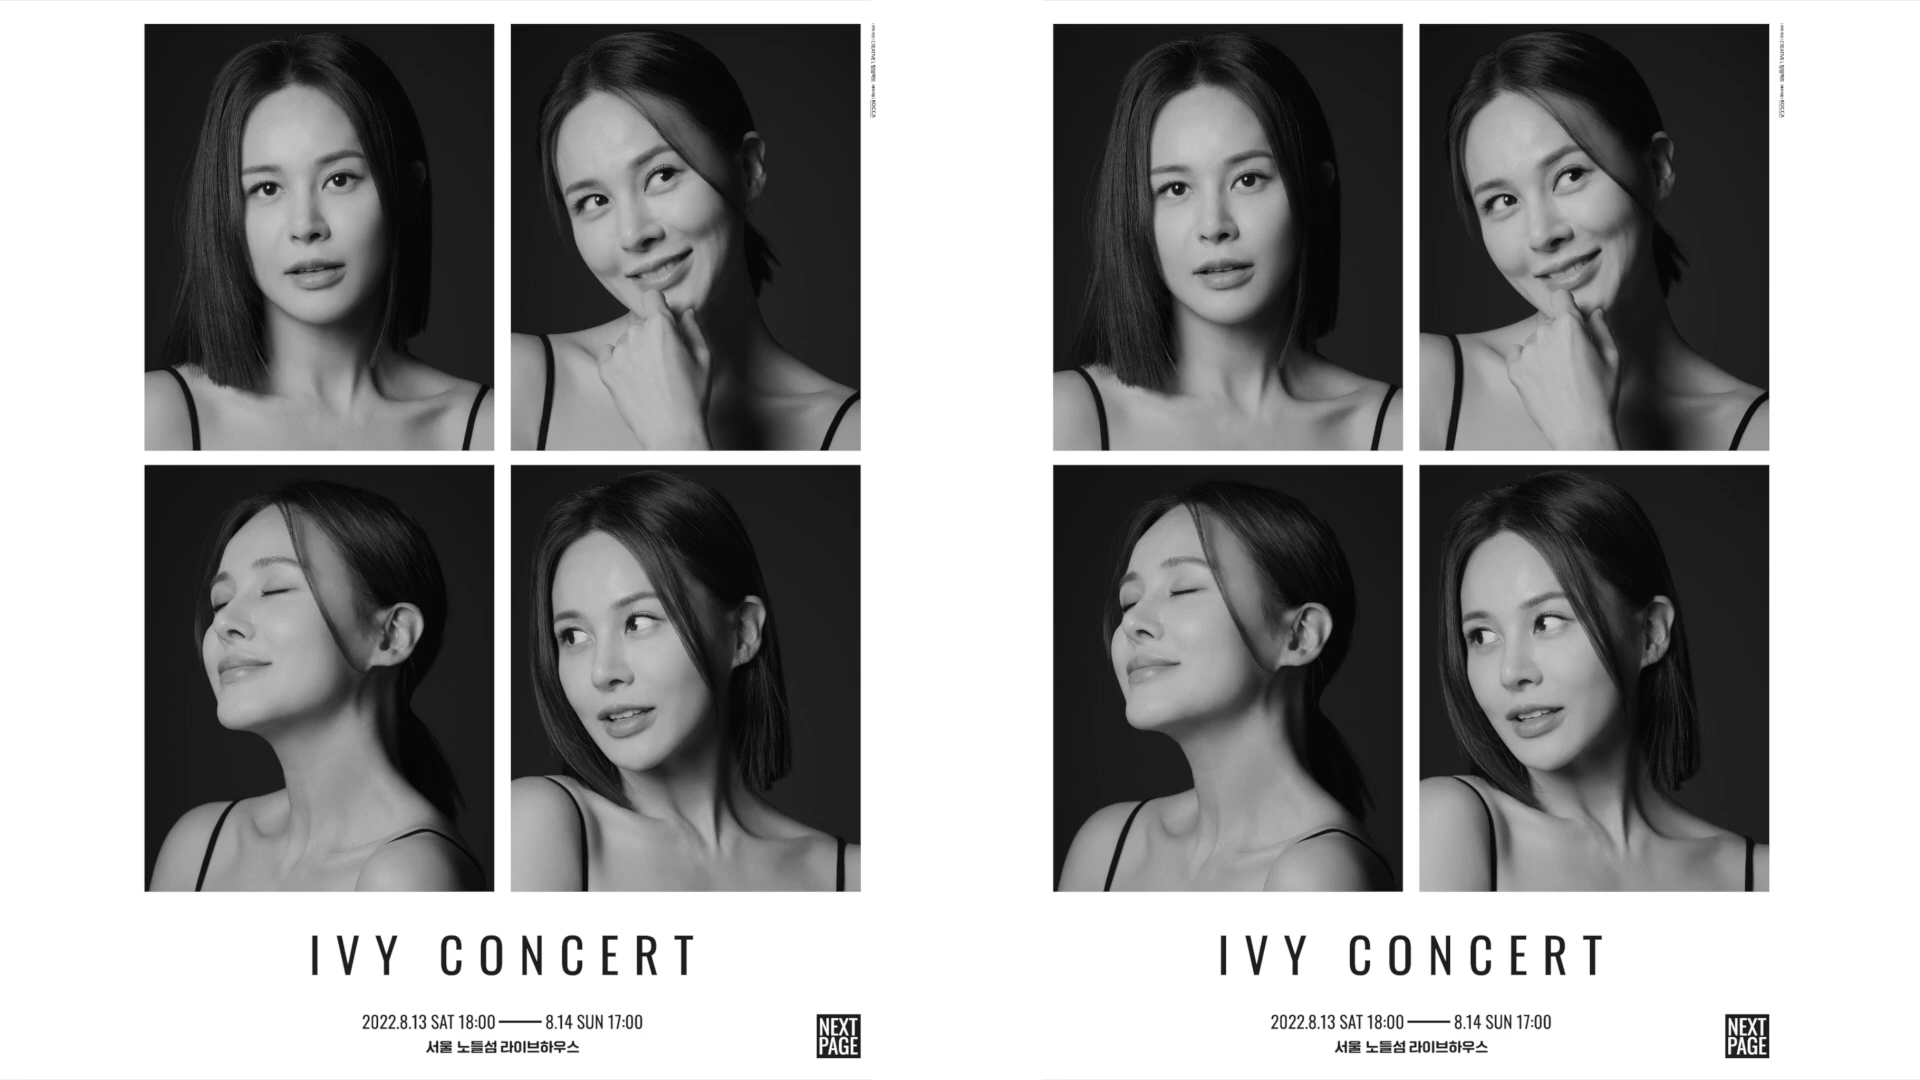 IVY CONCERT
2022.8.13 SAT 18:00 — 8.14 SUN 17:00
서울 노들섬 라이브하우스
NEXT
PAGE
IVY CONCERT
2022.8.13 SAT 18:00 — 8.14 SUN 17:00
서울 노들섬 라이브하우스
NEXT
PAGE